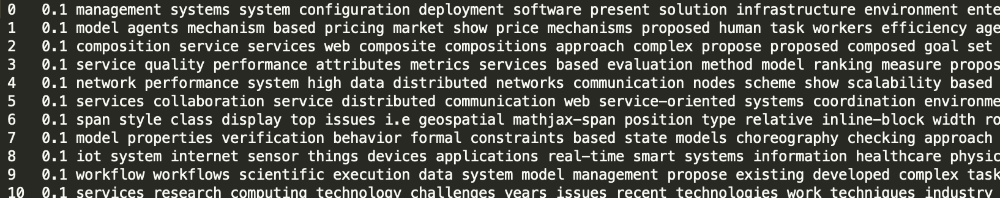 0 0.1 management systems system configuration deployment software present solution infrastructure environment ente
1 0.1 model agents mechanism based pricing market show price mechanisms proposed human task workers efficiency age
2 0.1 composition service services web composite compositions approach complex propose proposed composed goal set
3 0.1 service quality performance attributes metrics services based evaluation method model ranking measure propos
4 0.1 network performance system high data distributed networks communication nodes scheme show scalability based
5 0.1 services collaboration service distributed communication web service-oriented systems coordination environme
6 0.1 span style class display top issues i.e geospatial mathjax-span position type relative inline-block width ro
7 0.1 model properties verification behavior formal constraints based state models choreography checking approach
8 0.1 iot system internet sensor things devices applications real-time smart systems information healthcare physic
9 0.1 workflow workflows scientific execution data system model management propose existing developed complex task
10 0.1 services research computing technology challenges years issues recent technologies work techniques industry